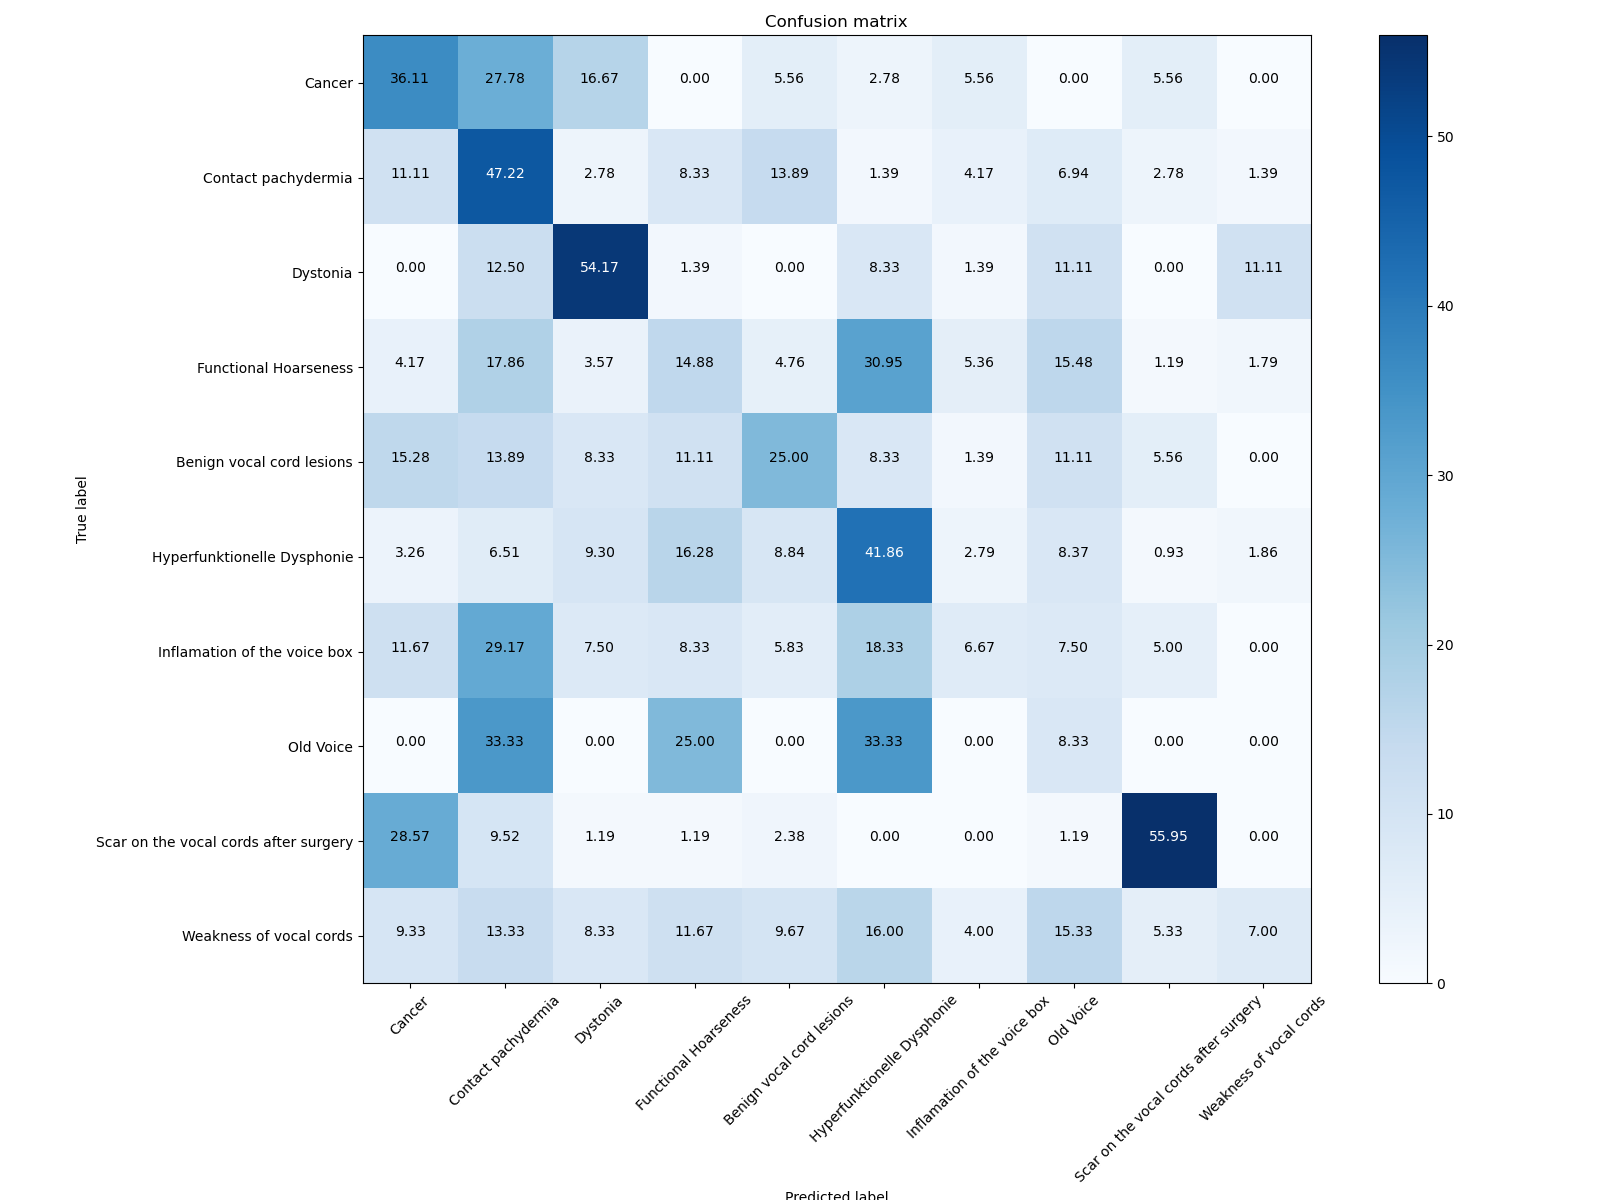 Confusion matrix
Cancer 36.11 27.78 16.67 0.00 5.56 2.78 5.56 0.00 5.56 0.00
Contact pachydermia 11.11 47.22 2.78 8.33 13.89 1.39 4.17 6.94 2.78 1.39
Dystonia 0.00 12.50 54.17 1.39 0.00 8.33 1.39 11.11 0.00 11.11
Functional Hoarseness 4.17 17.86 3.57 14.88 4.76 30.95 5.36 15.48 1.19 1.79
Benign vocal cord lesions 15.28 13.89 8.33 11.11 25.00 8.33 1.39 11.11 5.56 0.00
Hyperfunktionelle Dysphonie 3.26 6.51 9.30 16.28 8.84 41.86 2.79 8.37 0.93 1.86
Inflamation of the voice box 11.67 29.17 7.50 8.33 5.83 18.33 6.67 7.50 5.00 0.00
Old Voice 0.00 33.33 0.00 25.00 0.00 33.33 0.00 8.33 0.00 0.00
Scar on the vocal cords after surgery 28.57 9.52 1.19 1.19 2.38 0.00 0.00 1.19 55.95 0.00
Weakness of vocal cords 9.33 13.33 8.33 11.67 9.67 16.00 4.00 15.33 5.33 7.00
True label
Cancer
Contact pachydermia
Dystonia
Functional Hoarseness
Benign vocal cord lesions
Hyperfunktionelle Dysphonie
Inflamation of the voice box
Old Voice
Scar on the vocal cords after surgery
Weakness of vocal cords
Predicted label
50
40
30
20
10
0